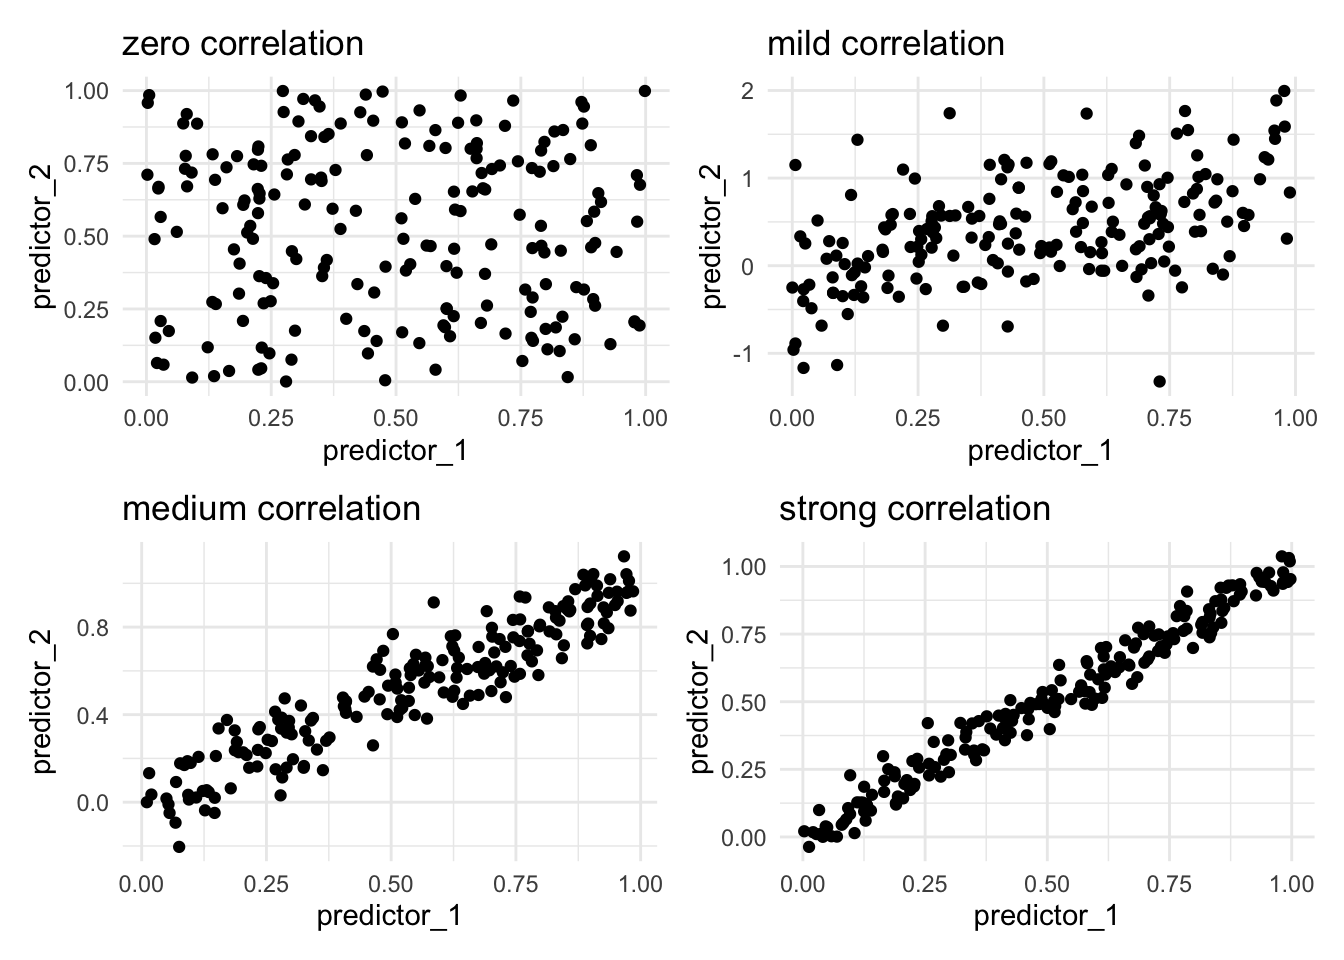 zero correlation
1.00
0.75
0.50
0.25
0.00
predictor_2
0.00 0.25 0.50 0.75 1.00
predictor_1
mild correlation
2
1
0
-1
predictor_2
0.00 0.25 0.50 0.75 1.00
predictor_1
medium correlation
0.8
0.4
0.0
predictor_2
0.00 0.25 0.50 0.75 1.00
predictor_1
strong correlation
1.00
0.75
0.50
0.25
0.00
predictor_2
0.00 0.25 0.50 0.75 1.00
predictor_1